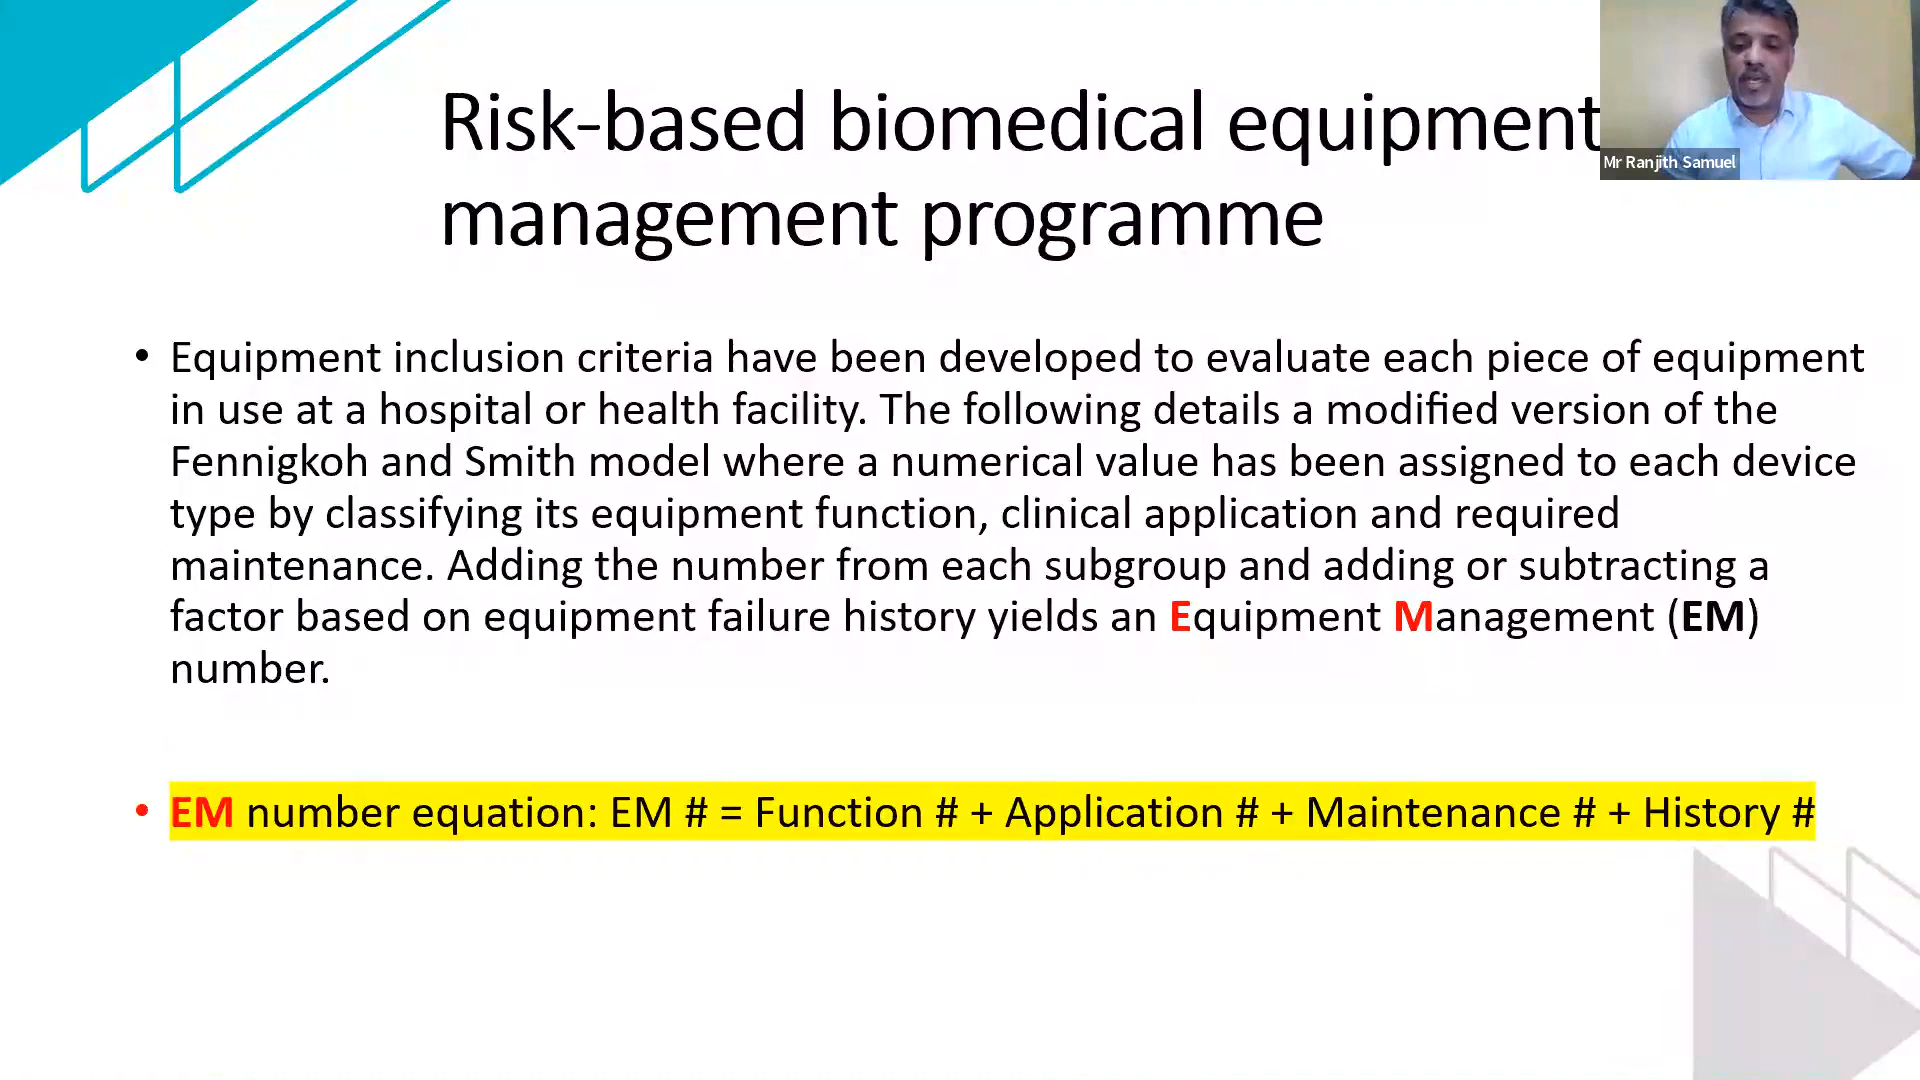 Risk-based biomedical equipment
management programme
Mr Ranjith Samuel
• Equipment inclusion criteria have been developed to evaluate each piece of equipment
in use at a hospital or health facility. The following details a modified version of the
Fennigkoh and Smith model where a numerical value has been assigned to each device
type by classifying its equipment function, clinical application and required
maintenance. Adding the number from each subgroup and adding or subtracting a
factor based on equipment failure history yields an Equipment Management (EM)
number.
• EM number equation: EM # = Function # + Application # + Maintenance # + History #